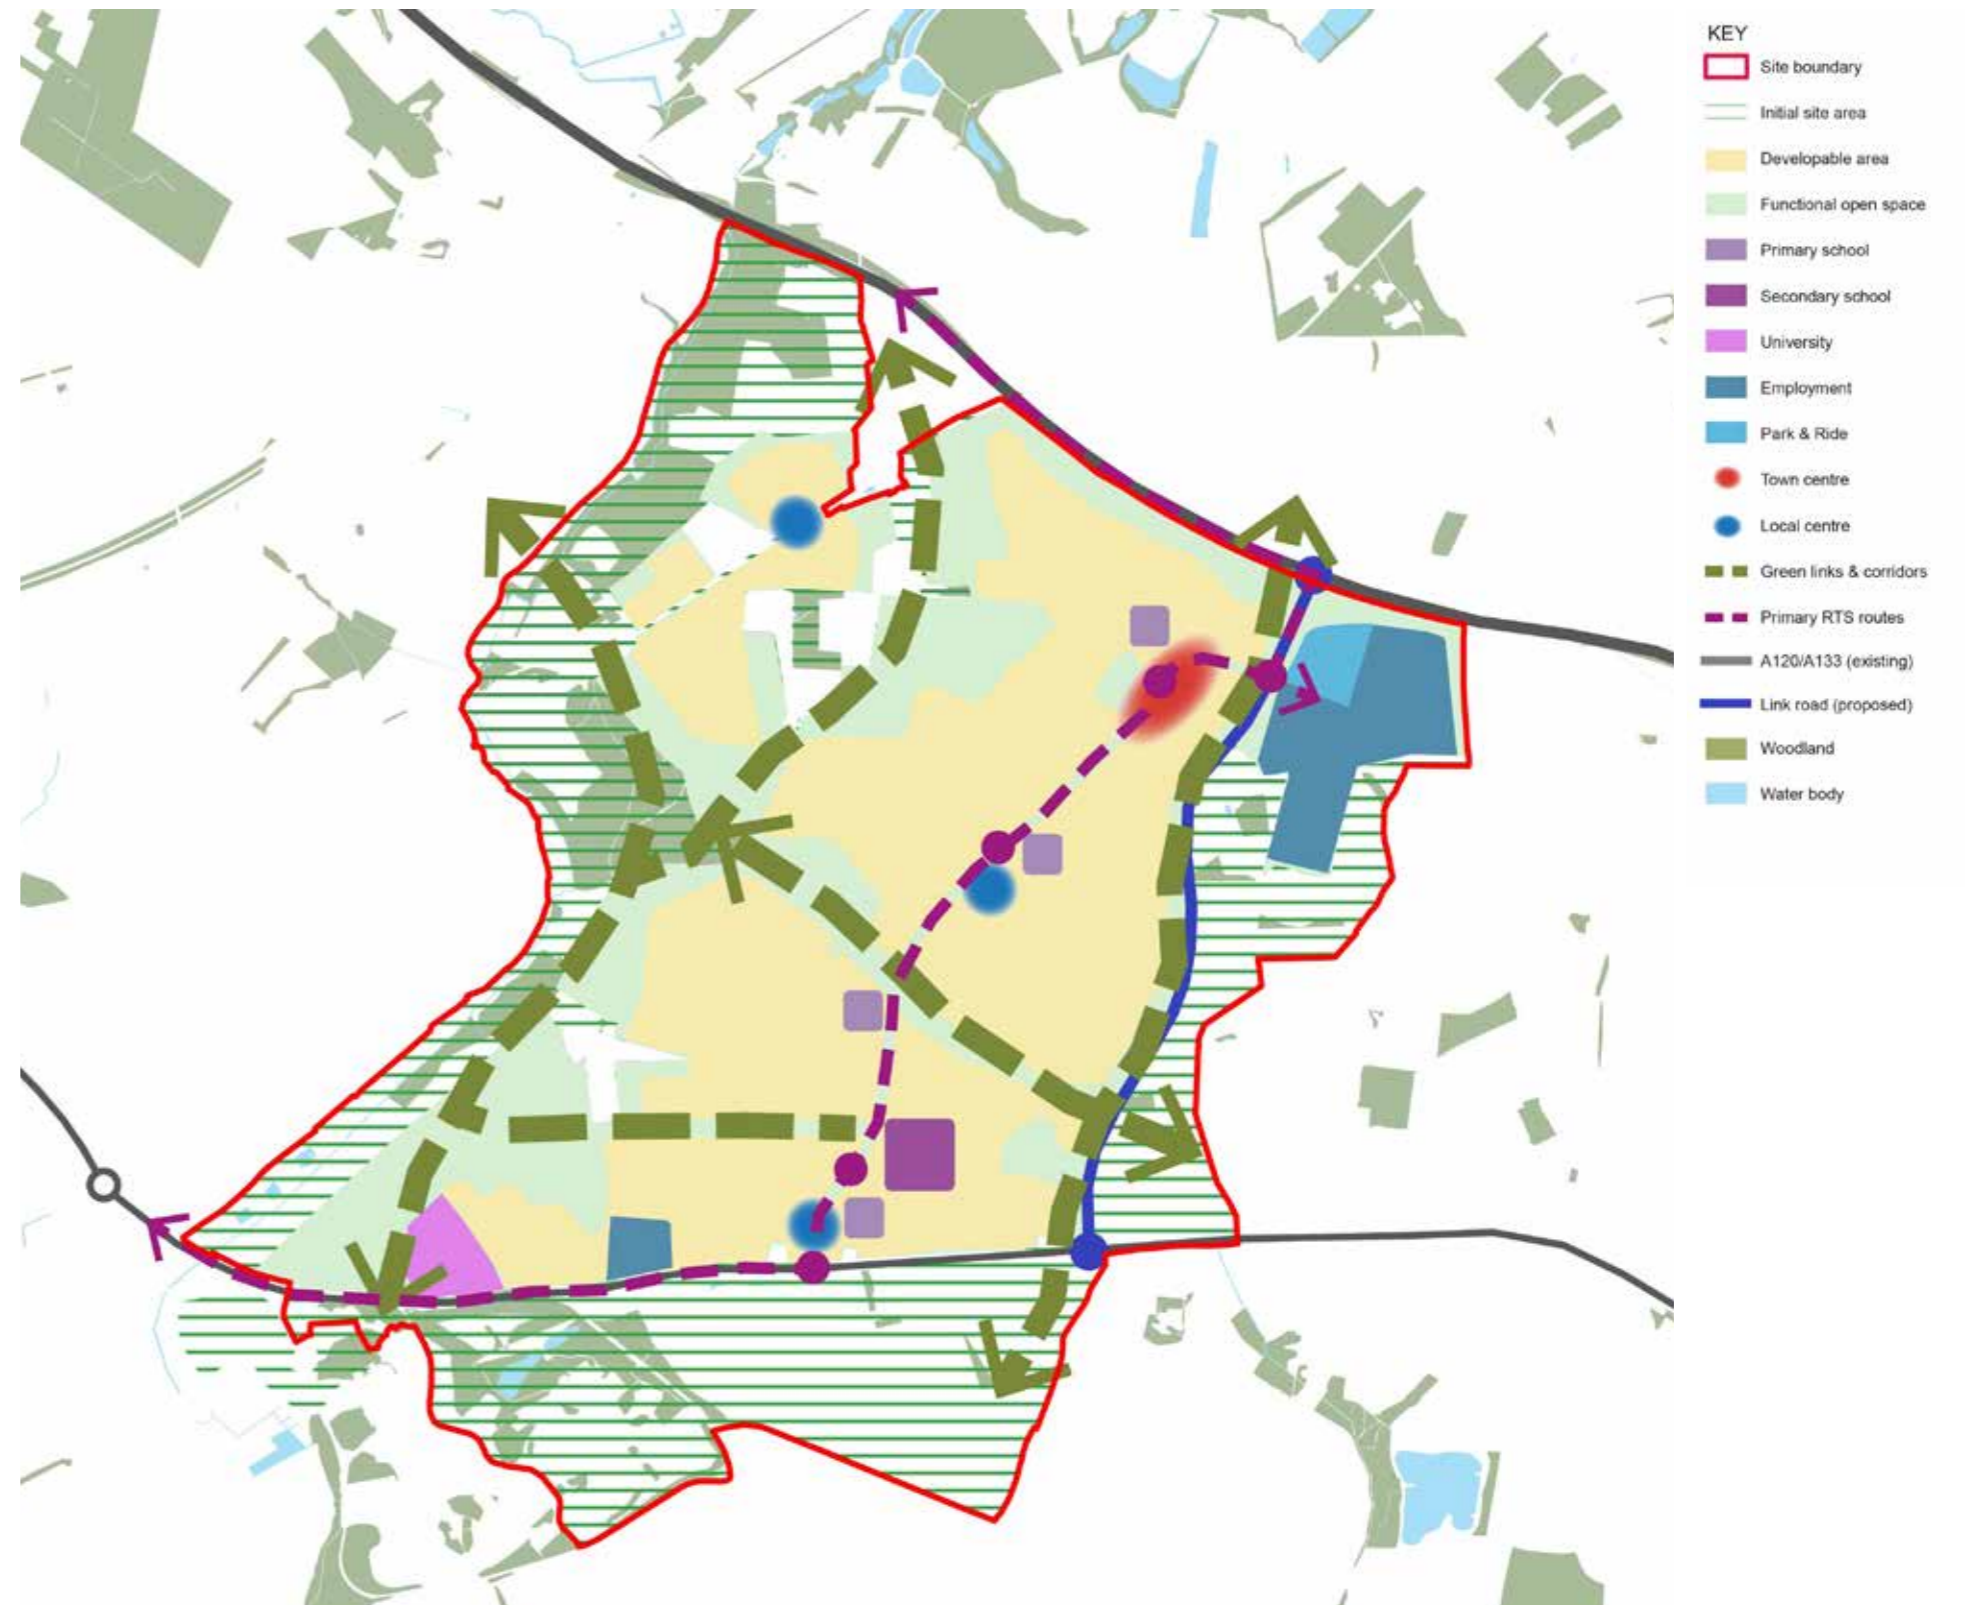 KEY
Site boundary
Initial site area
Developable area
Functional open space
Primary school
Secondary school
University
Employment
Park & Ride
Town centre
Local centre
Green links & corridors
Primary RTS routes
A120/A133 (existing)
Link road (proposed)
Woodland
Water body